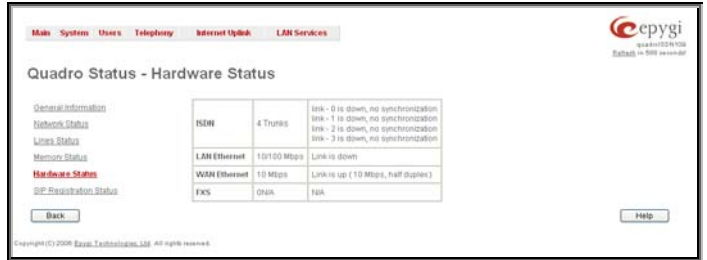 Main System Users Telephony Internet Uplink LAN Services
epygi
quadroISDN106
Refresh in 598 seconds!
Quadro Status - Hardware Status
General Information
Network Status
Lines Status
Memory Status
Hardware Status
SIP Registration Status
ISDN 4 Trunks
link - 0 is down, no synchronization
link - 1 is down, no synchronization
link - 2 is down, no synchronization
link - 3 is down, no synchronization
LAN Ethernet 10/100 Mbps Link is down
WAN Ethernet 10 Mbps Link is up ( 10 Mbps, half duplex )
FXS 0N/A N/A
Back Help
Copyright (C) 2008 Epygi Technologies, Ltd. All rights reserved.